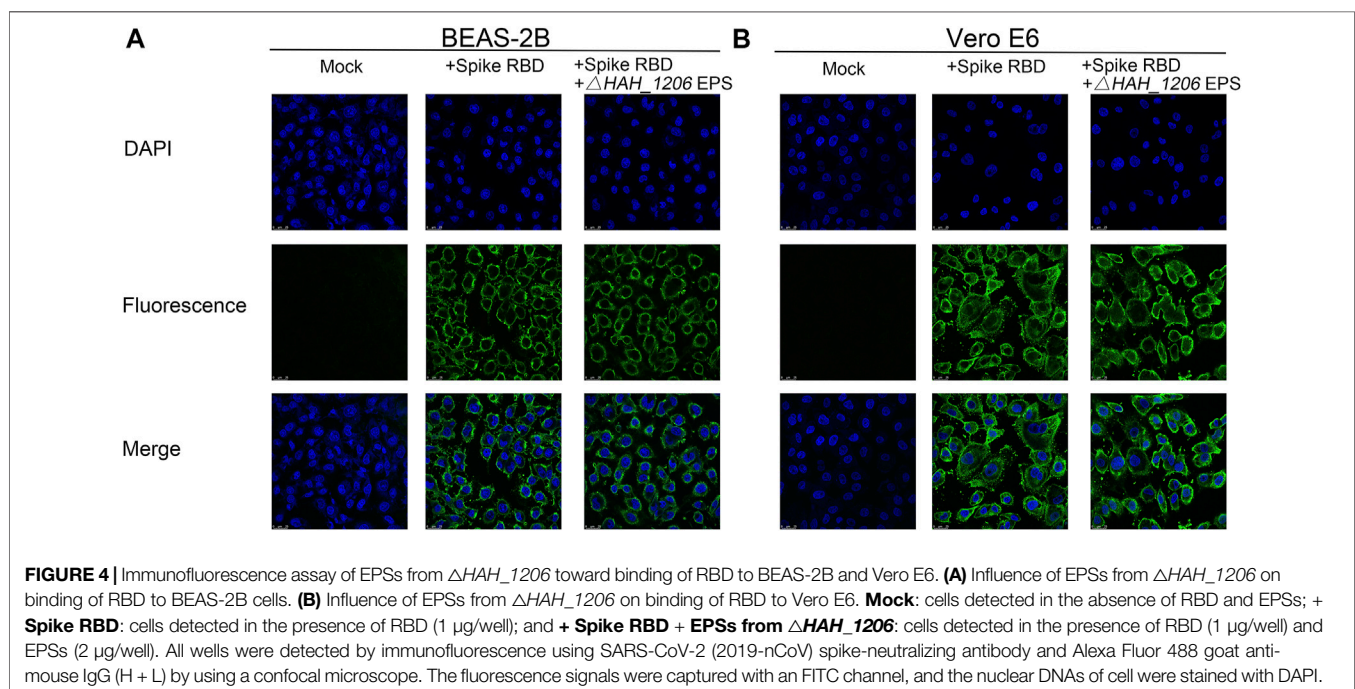 A BEAS-2B B Vero E6
Mock +Spike RBD +Spike RBD +△HAH_1206 EPS Mock +Spike RBD +Spike RBD +△HAH_1206 EPS
DAPI
Fluorescence
Merge
FIGURE 4 | Immunofluorescence assay of EPSs from △HAH_1206 toward binding of RBD to BEAS-2B and Vero E6. (A) Influence of EPSs from △HAH_1206 on
binding of RBD to BEAS-2B cells. (B) Influence of EPSs from △HAH_1206 on binding of RBD to Vero E6. Mock: cells detected in the absence of RBD and EPSs; +
Spike RBD: cells detected in the presence of RBD (1 μg/well); and + Spike RBD + EPSs from △HAH_1206: cells detected in the presence of RBD (1 μg/well) and
EPSs (2 μg/well). All wells were detected by immunofluorescence using SARS-CoV-2 (2019-nCoV) spike-neutralizing antibody and Alexa Fluor 488 goat anti-
mouse IgG (H + L) by using a confocal microscope. The fluorescence signals were captured with an FITC channel, and the nuclear DNAs of cell were stained with DAPI.